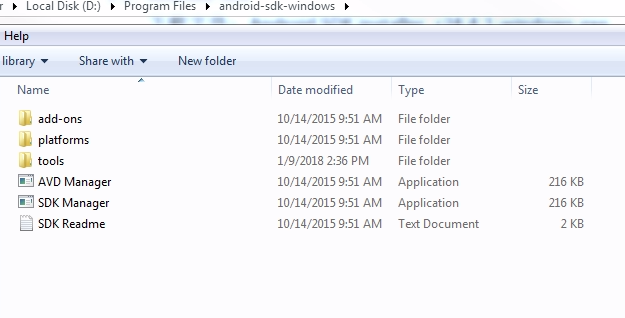 r Local Disk (D:) Program Files android-sdk-windows
Help
library Share with New folder
Name Date modified Type Size
add-ons 10/14/2015 9:51 AM File folder
platforms 10/14/2015 9:51 AM File folder
tools 1/9/2018 2:36 PM File folder
AVD Manager 10/14/2015 9:51 AM Application 216 KB
SDK Manager 10/14/2015 9:51 AM Application 216 KB
SDK Readme 10/14/2015 9:51 AM Text Document 2 KB